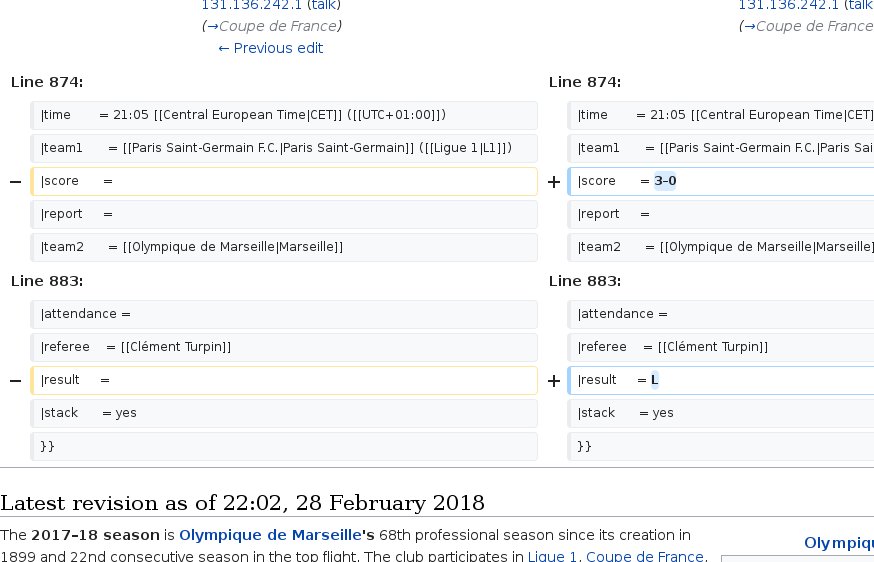 131.136.242.1 (talk)
(→Coupe de France)
← Previous edit
131.136.242.1 (talk
(→Coupe de France
Line 874:
Line 874:
|time = 21:05 [[Central European Time|CET]] ([[UTC+01:00]])
|time = 21:05 [[Central European Time|CET]
|team1 = [[Paris Saint-Germain F.C.|Paris Saint-Germain]] ([[Ligue 1|L1]])
|team1 = [[Paris Saint-Germain F.C.|Paris Sai
− |score =
+ |score = 3–0
|report =
|report =
|team2 = [[Olympique de Marseille|Marseille]]
|team2 = [[Olympique de Marseille|Marseille]
Line 883:
Line 883:
|attendance =
|attendance =
|referee = [[Clément Turpin]]
|referee = [[Clément Turpin]]
− |result =
+ |result = L
|stack = yes
|stack = yes
}}
}}
Latest revision as of 22:02, 28 February 2018
The 2017–18 season is Olympique de Marseille's 68th professional season since its creation in
1899 and 22nd consecutive season in the top flight. The club participates in Ligue 1, Coupe de France,
Olympiqu